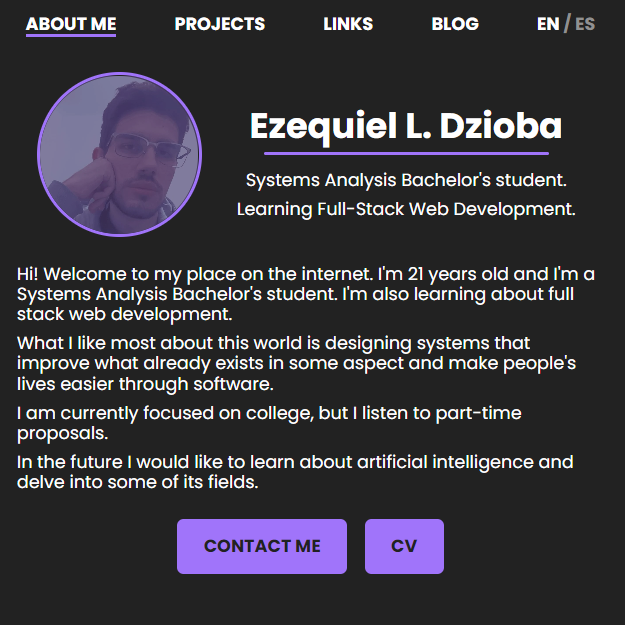 ABOUT ME PROJECTS LINKS BLOG EN / ES
Ezequiel L. Dzioba
Systems Analysis Bachelor's student.
Learning Full-Stack Web Development.
Hi! Welcome to my place on the internet. I'm 21 years old and I'm a
Systems Analysis Bachelor's student. I'm also learning about full
stack web development.
What I like most about this world is designing systems that
improve what already exists in some aspect and make people's
lives easier through software.
I am currently focused on college, but I listen to part-time
proposals.
In the future I would like to learn about artificial intelligence and
delve into some of its fields.
CONTACT ME CV